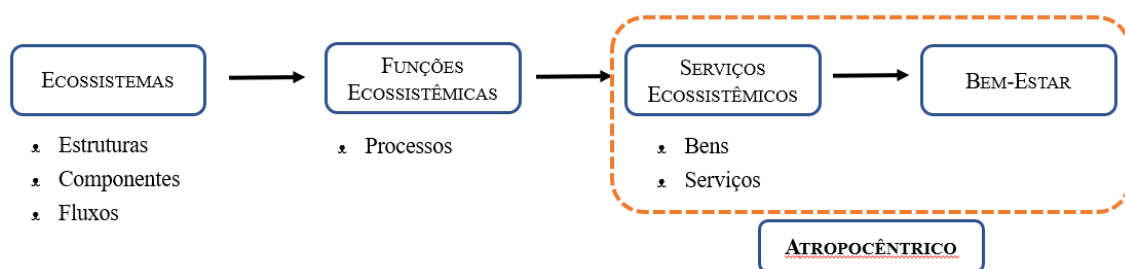 ECOSSISTEMAS
FUNÇÕES
ECOSSISTÊMICAS
SERVIÇOS
ECOSSISTÊMICOS
BEM-ESTAR
Estruturas
Componentes
Fluxos
Processos
Bens
Serviços
ATROPOCÊNTRICO